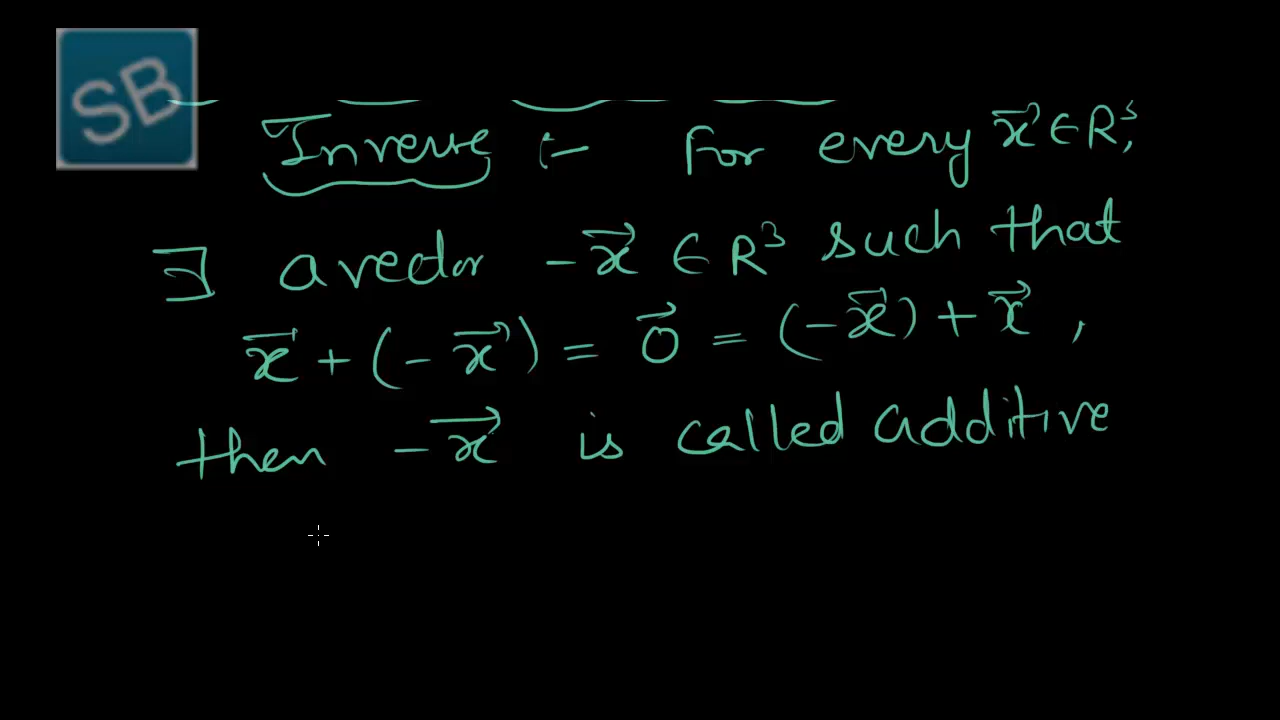 SB
Inverse :- For every x⃗ ∈ R³,
∃ a vector -x⃗ ∈ R³ such that
x⃗ + (-x⃗) = 0⃗ = (-x⃗) + x⃗ ,
then -x⃗ is called additive